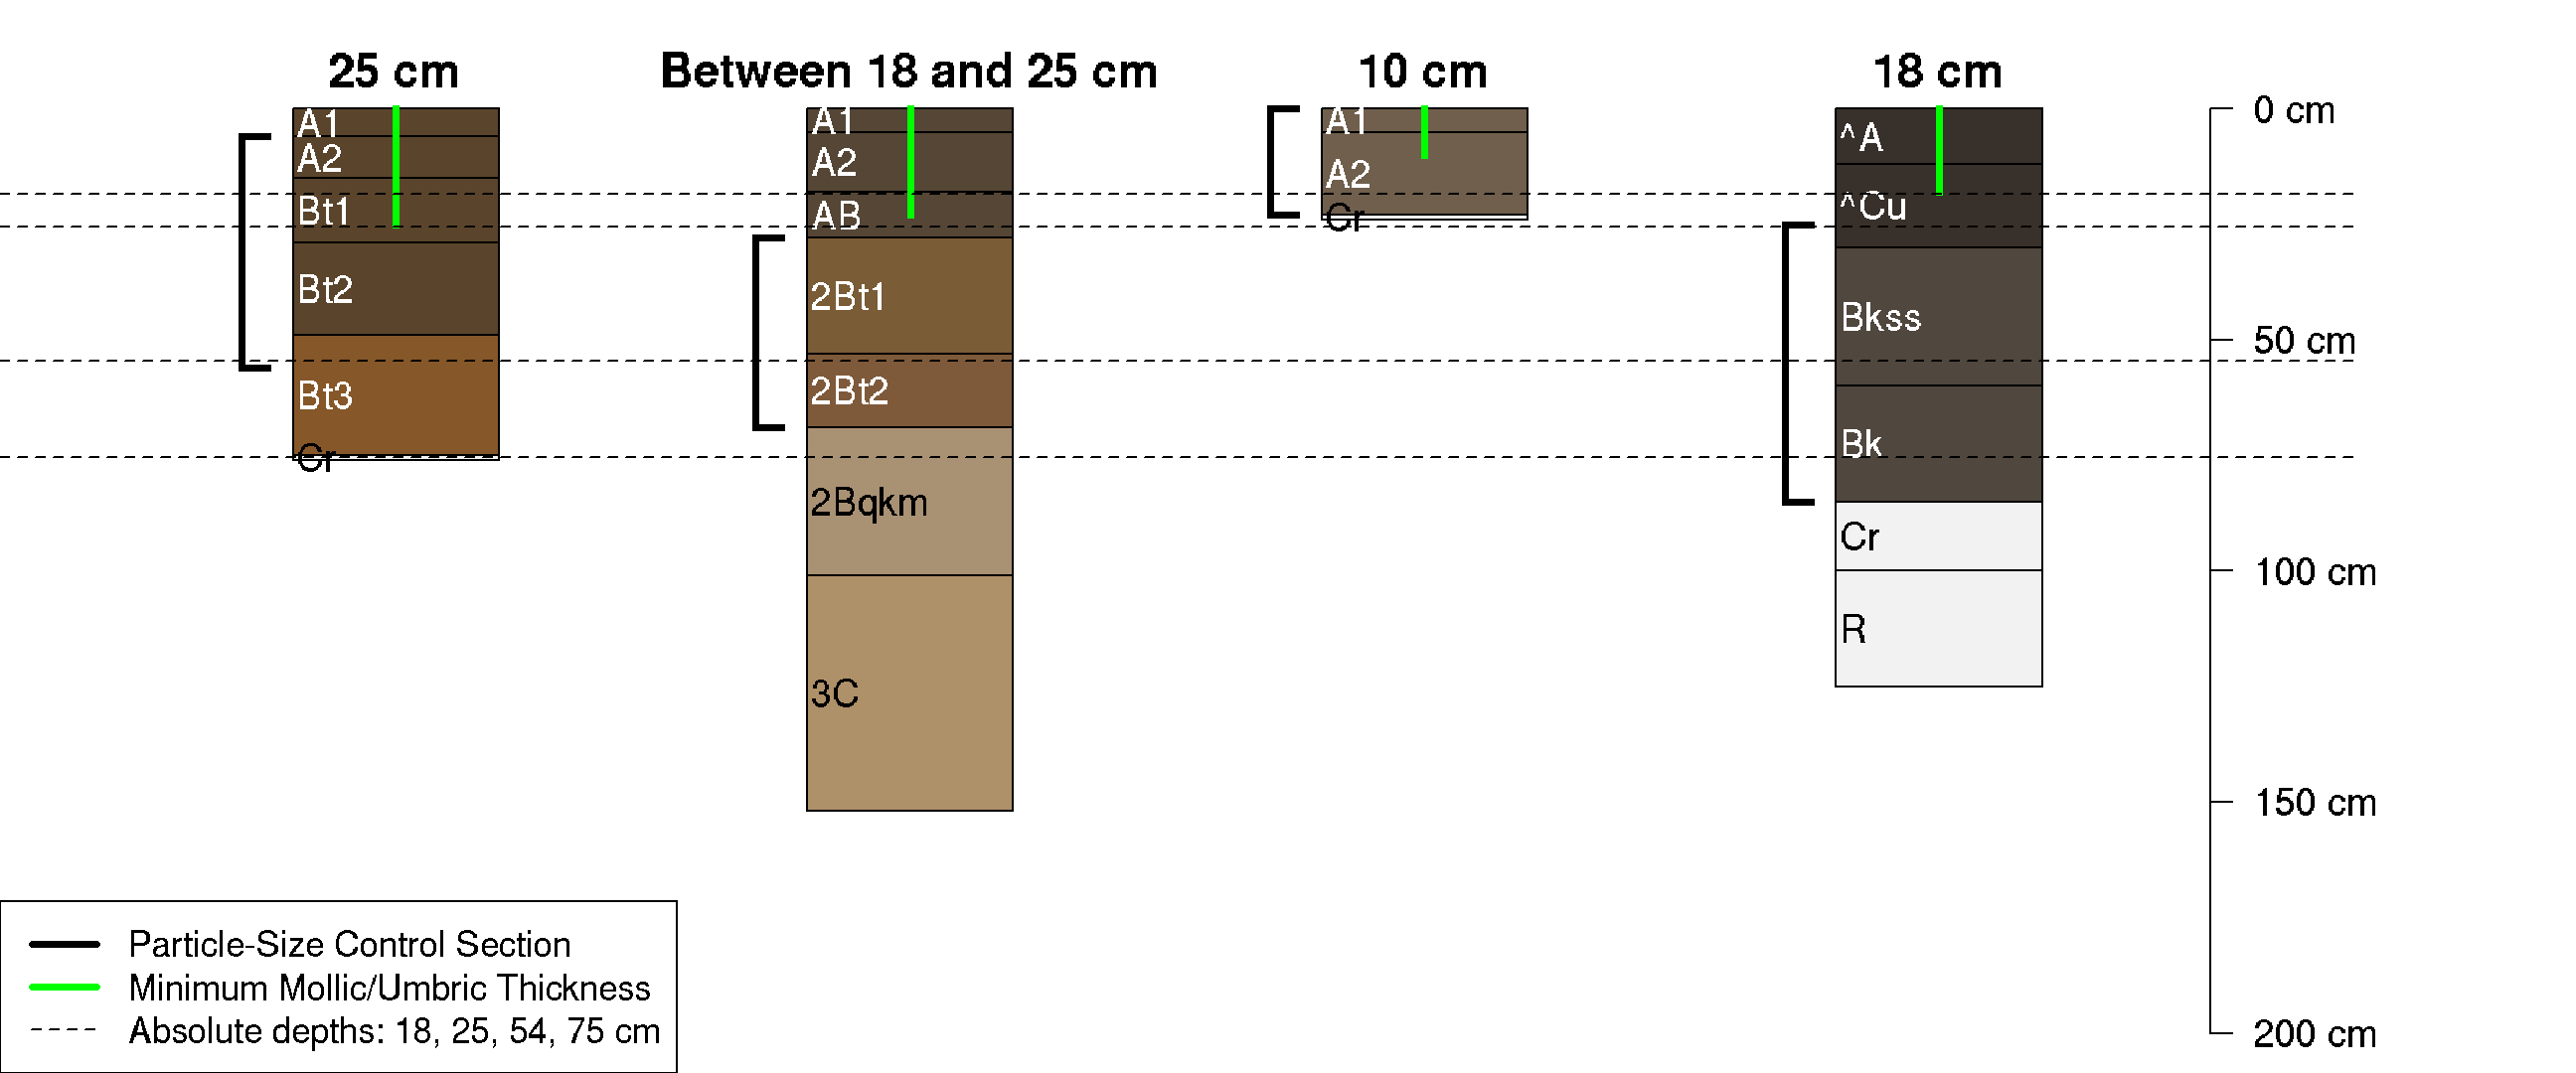 25 cm
Between 18 and 25 cm
10 cm
18 cm
A1
A2
Bt1
Bt2
Bt3
Cr
A1
A2
AB
2Bt1
2Bt2
2Bqkm
3C
A1
A2
Cr
^A
^Cu
Bkss
Bk
Cr
R
0 cm
50 cm
100 cm
150 cm
200 cm
Particle-Size Control Section
Minimum Mollic/Umbric Thickness
Absolute depths: 18, 25, 54, 75 cm